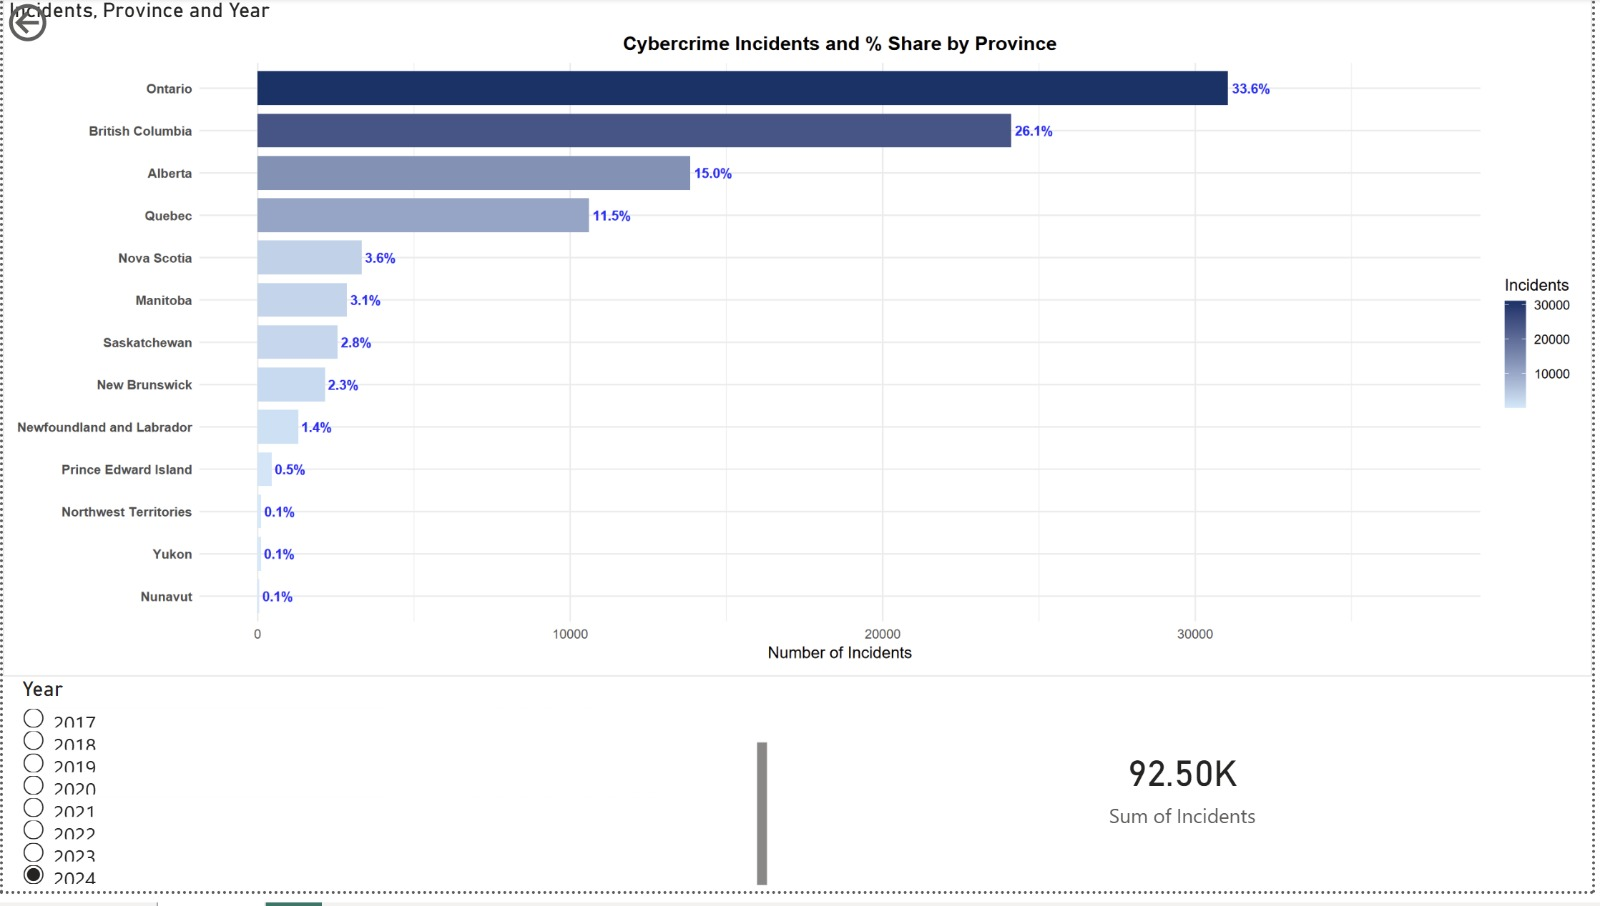 Incidents, Province and Year
Cybercrime Incidents and % Share by Province
Ontario 33.6%
British Columbia 26.1%
Alberta 15.0%
Quebec 11.5%
Nova Scotia 3.6%
Manitoba 3.1%
Saskatchewan 2.8%
New Brunswick 2.3%
Newfoundland and Labrador 1.4%
Prince Edward Island 0.5%
Northwest Territories 0.1%
Yukon 0.1%
Nunavut 0.1%
0 10000 20000 30000
Number of Incidents
Incidents
30000
20000
10000
Year
2017
2018
2019
2020
2021
2022
2023
2024
92.50K
Sum of Incidents